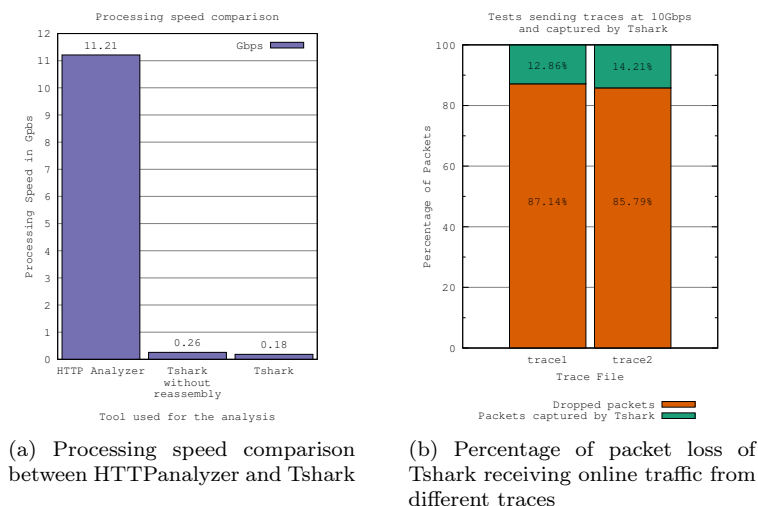 Processing speed comparison
12
11
10
9
8
7
6
5
4
3
2
1
0
Processing Speed in Gpbs
11.21
Gbps
0.26
0.18
HTTP Analyzer
Tshark
without
reassembly
Tshark
Tool used for the analysis
(a) Processing speed comparison
between HTTPanalyzer and Tshark
Tests sending traces at 10Gbps
and captured by Tshark
100
80
60
40
20
0
Percentage of Packets
12.86%
14.21%
87.14%
85.79%
trace1
trace2
Trace File
Dropped packets
Packets captured by Tshark
(b) Percentage of packet loss of
Tshark receiving online traffic from
different traces